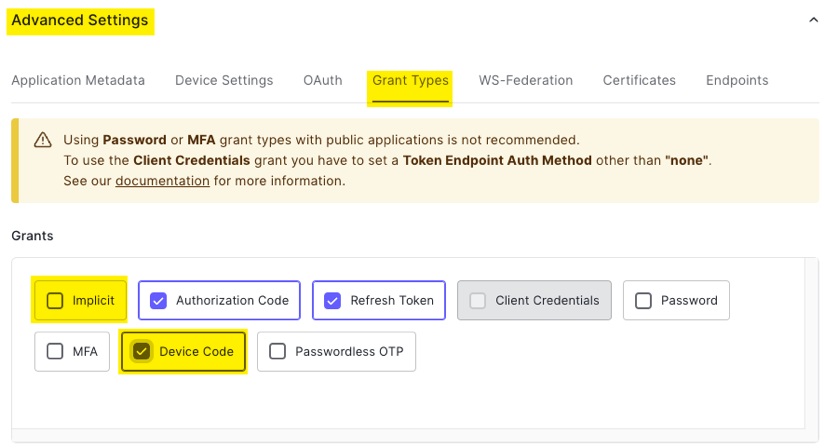 Advanced Settings
Application Metadata Device Settings OAuth Grant Types WS-Federation Certificates Endpoints
Using Password or MFA grant types with public applications is not recommended.
To use the Client Credentials grant you have to set a Token Endpoint Auth Method other than "none".
See our documentation for more information.
Grants
Implicit Authorization Code Refresh Token Client Credentials Password
MFA Device Code Passwordless OTP